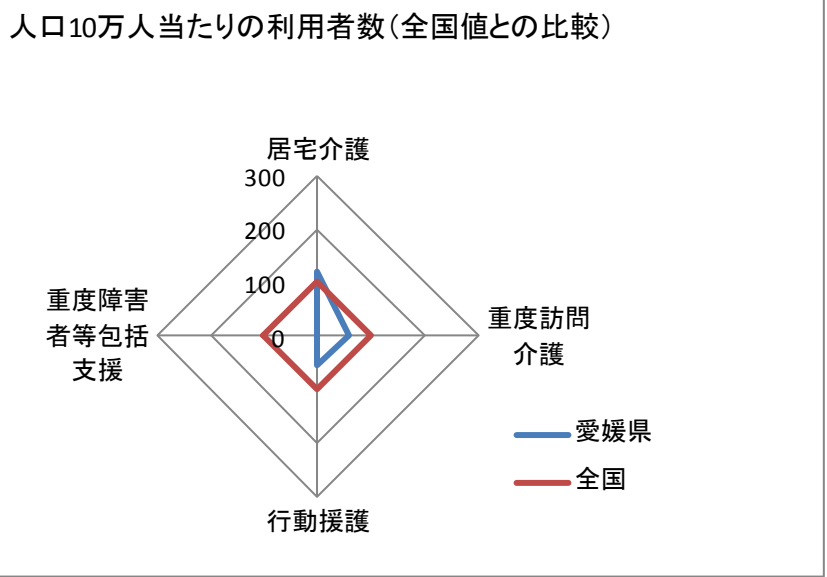 人口10万人当たりの利用者数（全国値との比較）
居宅介護
300
200
100
0
重度障害
者等包括
支援
重度訪問
介護
愛媛県
全国
行動援護